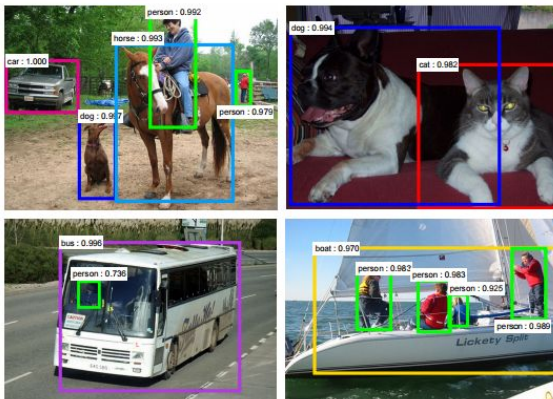 person : 0.992
horse : 0.993
car : 1.000
dog : 0.997
person : 0.979
dog : 0.994
cat : 0.982
bus : 0.996
person : 0.736
boat : 0.970
person : 0.983
person : 0.983
person : 0.925
person : 0.989
Lickety Split